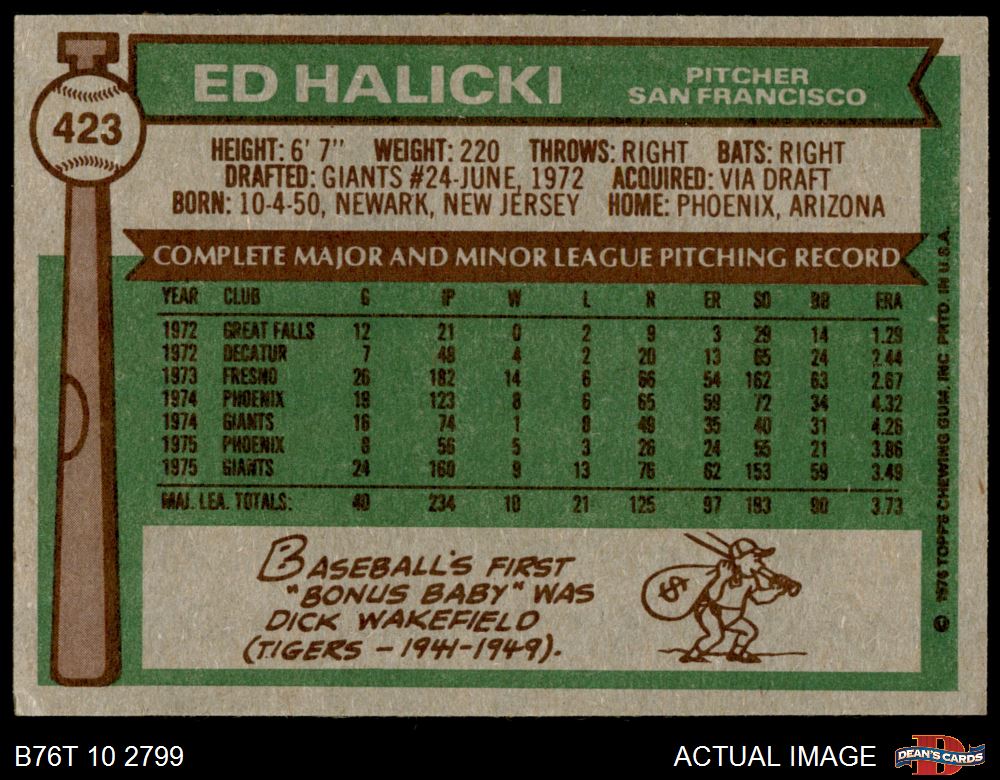 423
ED HALICKI
PITCHER
SAN FRANCISCO
HEIGHT: 6' 7" WEIGHT: 220 THROWS: RIGHT BATS: RIGHT
DRAFTED: GIANTS #24-JUNE, 1972 ACQUIRED: VIA DRAFT
BORN: 10-4-50, NEWARK, NEW JERSEY HOME: PHOENIX, ARIZONA
COMPLETE MAJOR AND MINOR LEAGUE PITCHING RECORD
YEAR CLUB G IP W L R ER SO BB ERA
1972 GREAT FALLS 12 21 0 2 9 3 29 14 1.29
1972 DECATUR 7 48 4 2 20 13 65 24 2.44
1973 FRESNO 26 182 14 6 66 54 162 63 2.67
1974 PHOENIX 19 123 8 6 65 59 72 34 4.32
1974 GIANTS 16 74 1 8 49 35 40 31 4.26
1975 PHOENIX 8 56 5 3 26 24 55 21 3.86
1975 GIANTS 24 160 9 13 76 62 153 59 3.49
MAJ. LEA. TOTALS: 40 234 10 21 125 97 193 90 3.73
BASEBALL'S FIRST
"BONUS BABY" WAS
DICK WAKEFIELD
(TIGERS - 1941-1949).
$
© 1976 TOPPS CHEWING GUM, INC. PRTD. IN U.S.A.
B76T 10 2799
ACTUAL IMAGE
D
DEAN'S CARDS